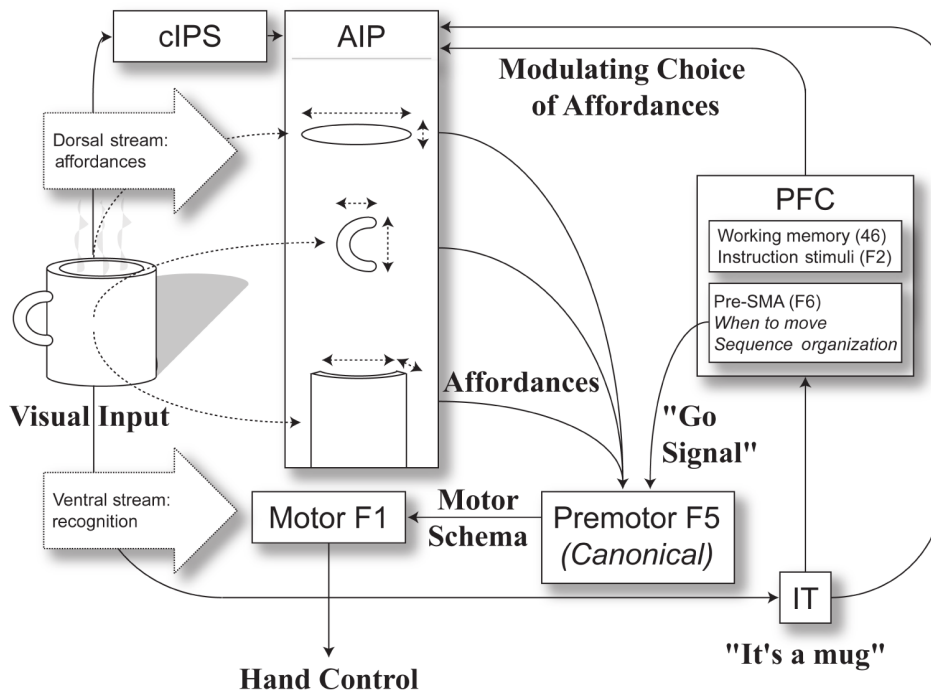 cIPS
AIP
Modulating Choice
of Affordances
Dorsal stream:
affordances
PFC
Working memory (46)
Instruction stimuli (F2)
Pre-SMA (F6)
When to move
Sequence organization
Affordances
Visual Input
"Go
Signal"
Ventral stream:
recognition
Motor F1
Motor
Schema
Premotor F5
(Canonical)
IT
"It's a mug"
Hand Control